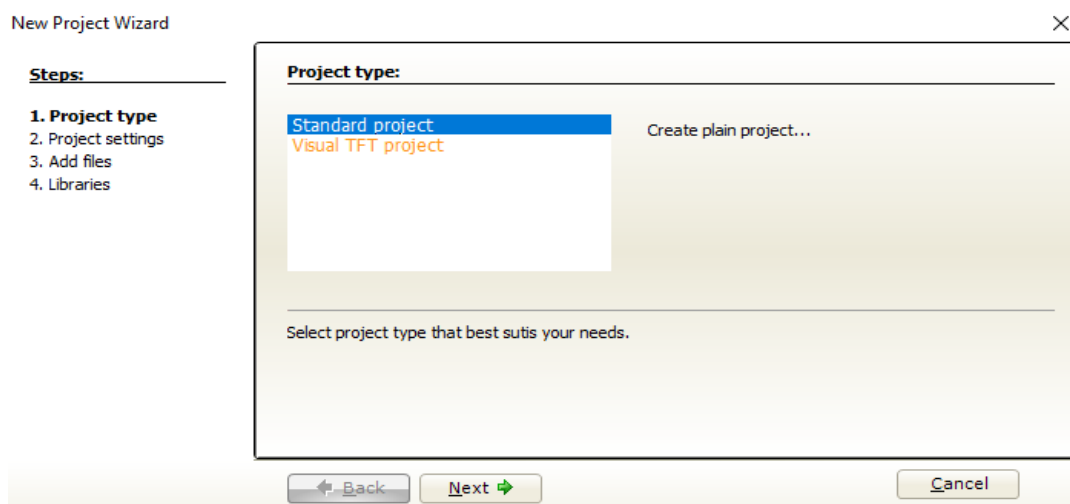 New Project Wizard
Steps:
1. Project type
2. Project settings
3. Add files
4. Libraries
Project type:
Standard project
Visual TFT project
Create plain project...
Select project type that best sutis your needs.
Back
Next
Cancel